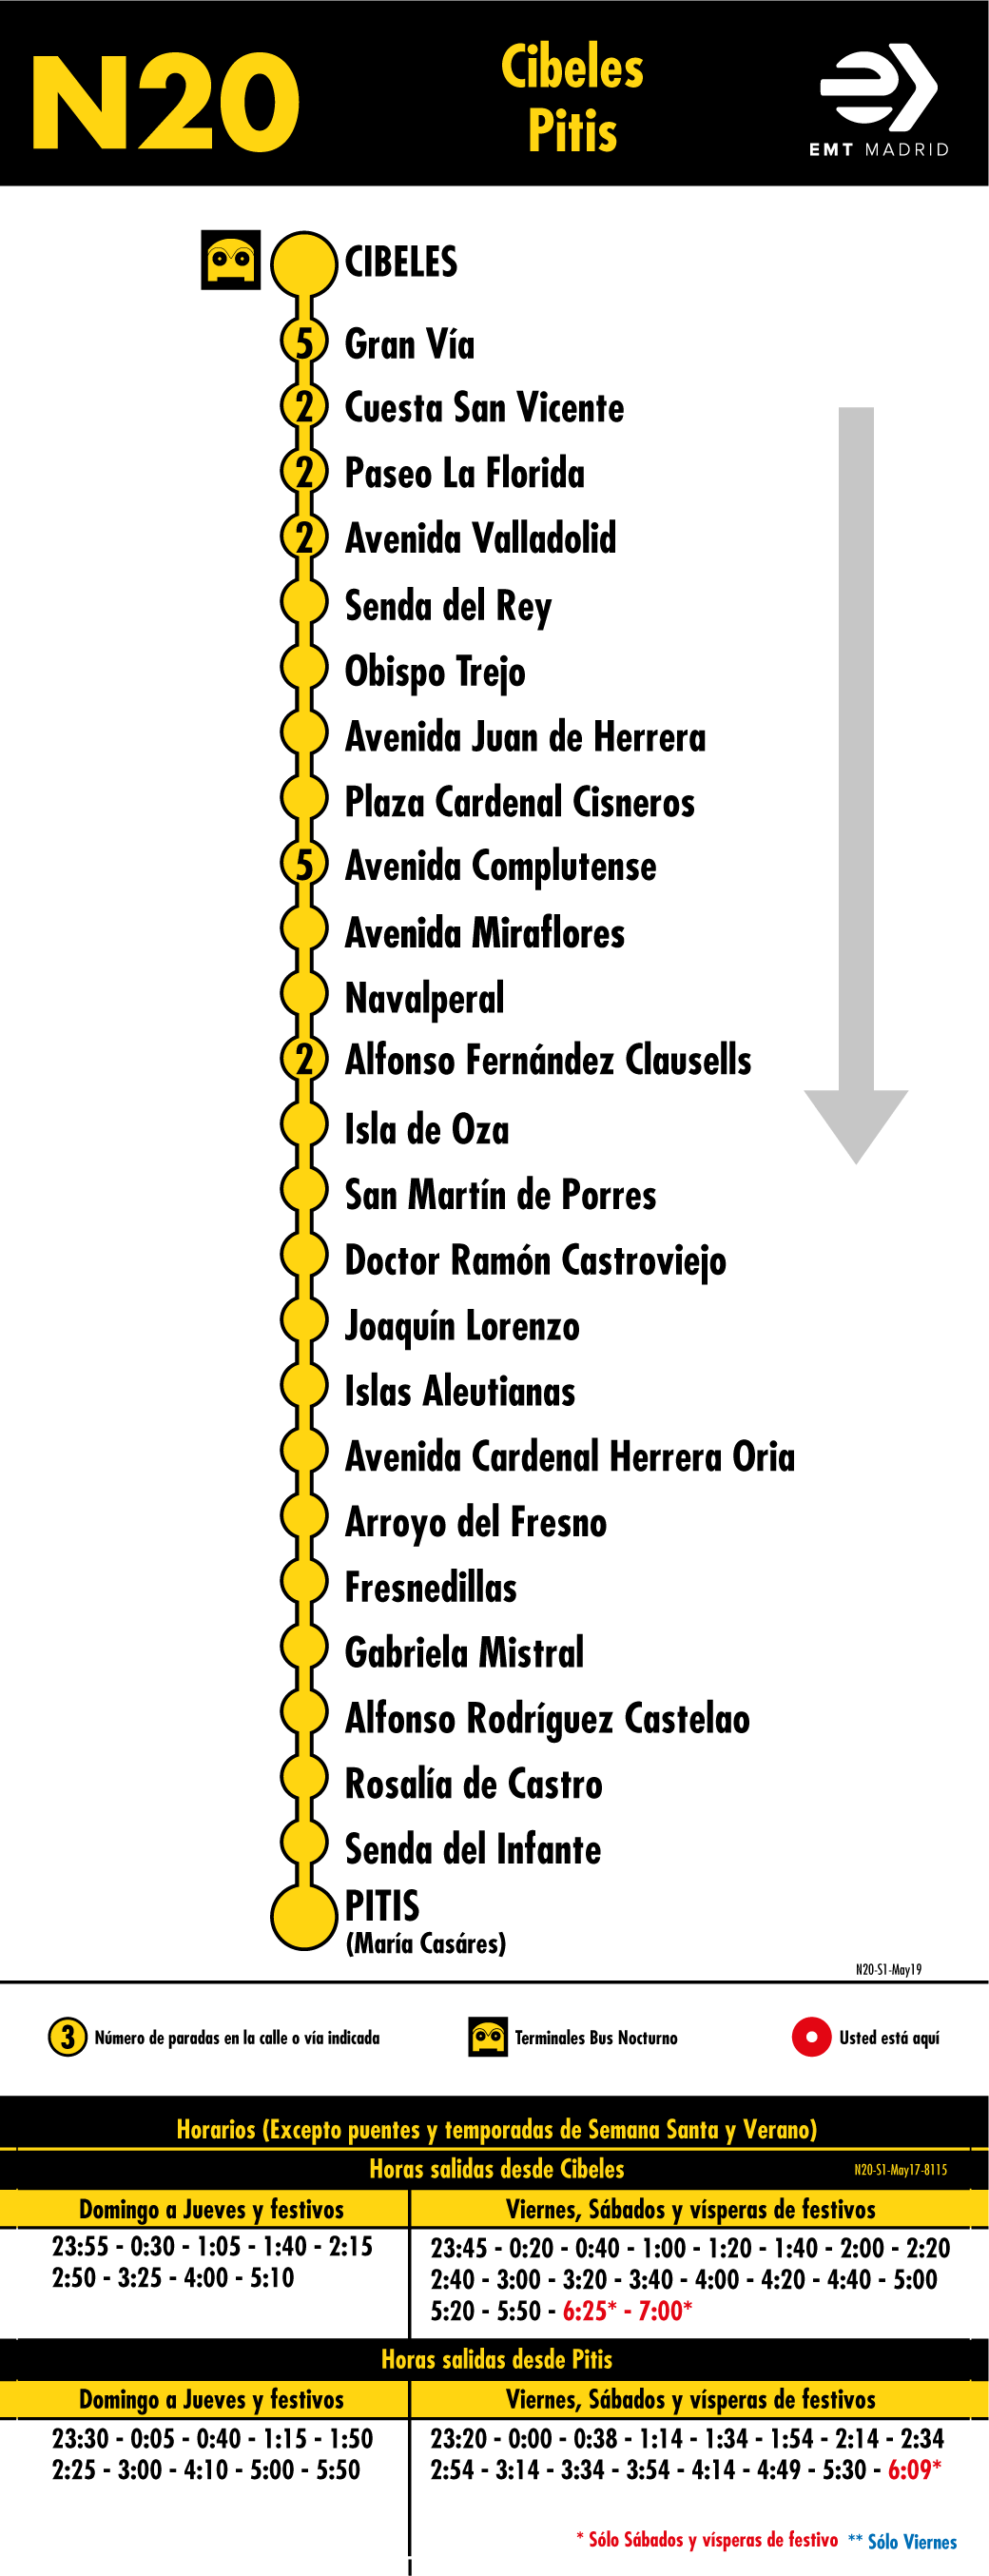 N20
Cibeles
Pitis
EMT MADRID
CIBELES
5 Gran Vía
2 Cuesta San Vicente
2 Paseo La Florida
2 Avenida Valladolid
Senda del Rey
Obispo Trejo
Avenida Juan de Herrera
Plaza Cardenal Cisneros
5 Avenida Complutense
Avenida Miraflores
Navalperal
2 Alfonso Fernández Clausells
Isla de Oza
San Martín de Porres
Doctor Ramón Castroviejo
Joaquín Lorenzo
Islas Aleutianas
Avenida Cardenal Herrera Oria
Arroyo del Fresno
Fresnedillas
Gabriela Mistral
Alfonso Rodríguez Castelao
Rosalía de Castro
Senda del Infante
PITIS
(María Casáres)
N20-S1-May19
3 Número de paradas en la calle o vía indicada
Terminales Bus Nocturno
Usted está aquí
Horarios (Excepto puentes y temporadas de Semana Santa y Verano)
Horas salidas desde Cibeles
N20-S1-May17-8115
Domingo a Jueves y festivos
23:55 - 0:30 - 1:05 - 1:40 - 2:15
2:50 - 3:25 - 4:00 - 5:10
Viernes, Sábados y vísperas de festivos
23:45 - 0:20 - 0:40 - 1:00 - 1:20 - 1:40 - 2:00 - 2:20
2:40 - 3:00 - 3:20 - 3:40 - 4:00 - 4:20 - 4:40 - 5:00
5:20 - 5:50 - 6:25* - 7:00*
Horas salidas desde Pitis
Domingo a Jueves y festivos
23:30 - 0:05 - 0:40 - 1:15 - 1:50
2:25 - 3:00 - 4:10 - 5:00 - 5:50
Viernes, Sábados y vísperas de festivos
23:20 - 0:00 - 0:38 - 1:14 - 1:34 - 1:54 - 2:14 - 2:34
2:54 - 3:14 - 3:34 - 3:54 - 4:14 - 4:49 - 5:30 - 6:09*
* Sólo Sábados y vísperas de festivo ** Sólo Viernes